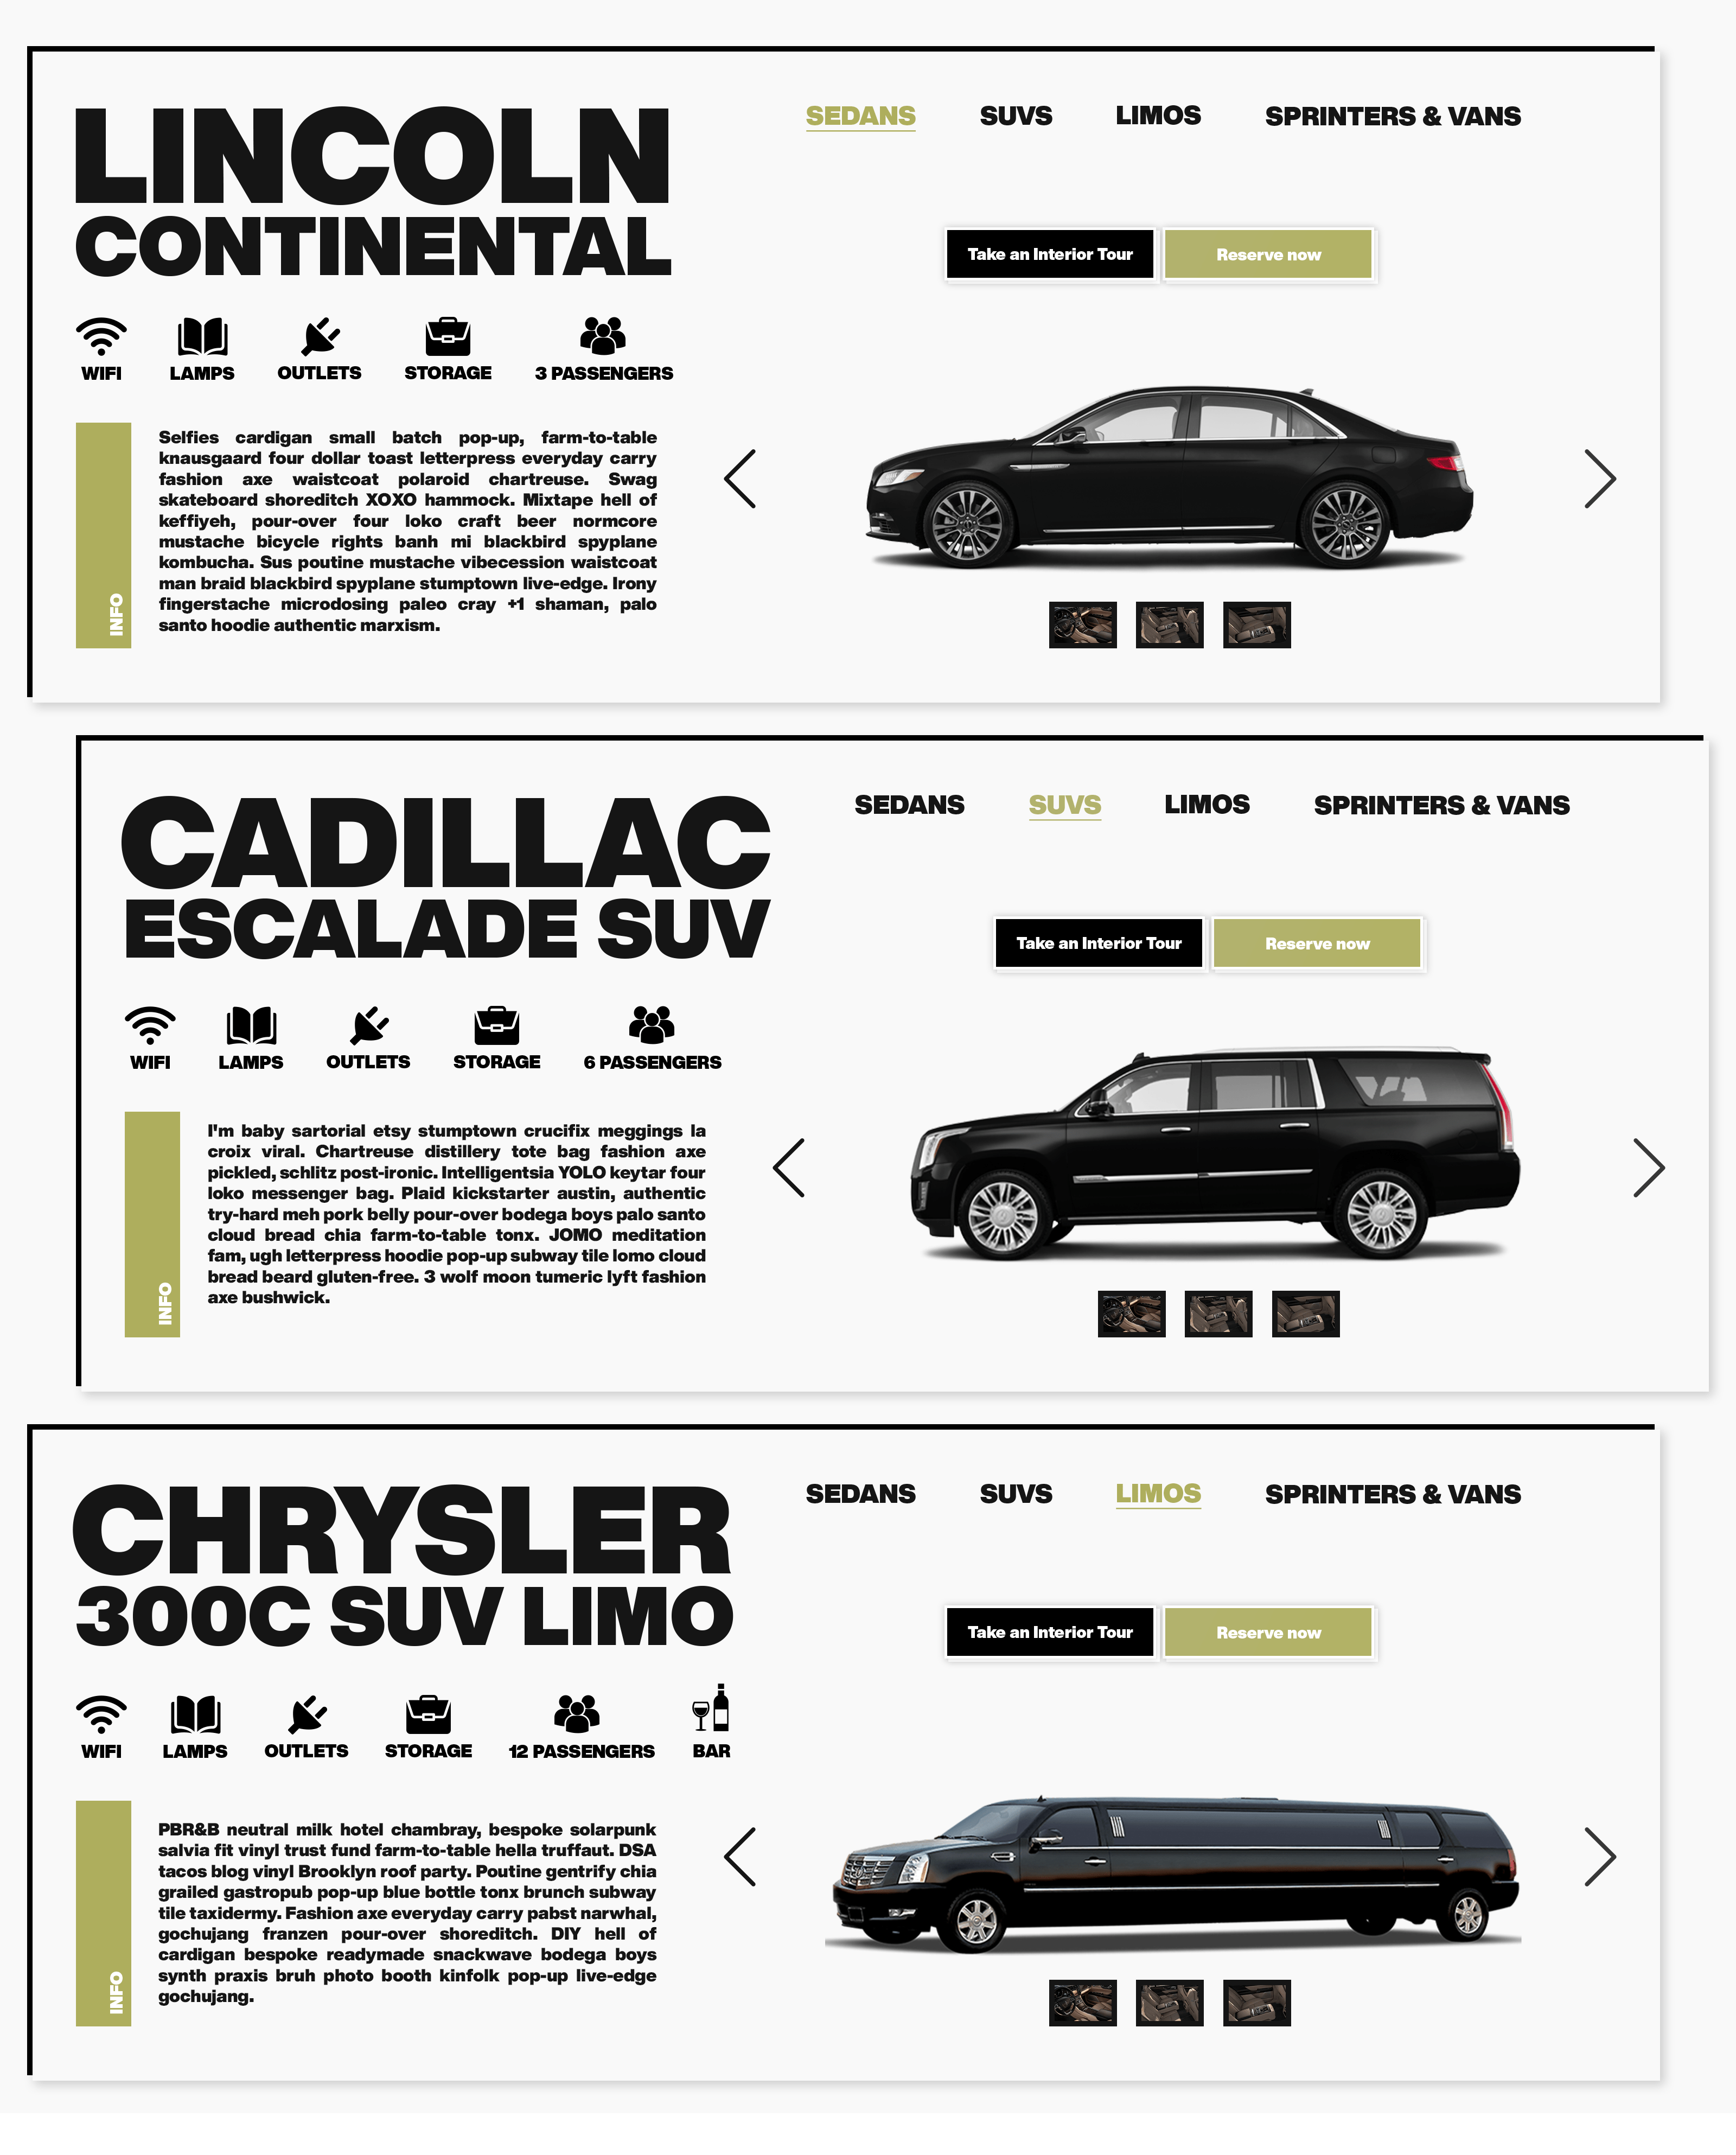 LINCOLN
CONTINENTAL
SEDANS SUVS LIMOS SPRINTERS & VANS
Take an Interior Tour Reserve now
WIFI LAMPS OUTLETS STORAGE 3 PASSENGERS
INFO
Selfies cardigan small batch pop-up, farm-to-table
knausgaard four dollar toast letterpress everyday carry
fashion axe waistcoat polaroid chartreuse. Swag
skateboard shoreditch XOXO hammock. Mixtape hell of
keffiyeh, pour-over four loko craft beer normcore
mustache bicycle rights banh mi blackbird spyplane
kombucha. Sus poutine mustache vibecession waistcoat
man braid blackbird spyplane stumptown live-edge. Irony
fingerstache microdosing paleo cray +1 shaman, palo
santo hoodie authentic marxism.
CADILLAC
ESCALADE SUV
SEDANS SUVS LIMOS SPRINTERS & VANS
Take an Interior Tour Reserve now
WIFI LAMPS OUTLETS STORAGE 6 PASSENGERS
INFO
I'm baby sartorial etsy stumptown crucifix meggings la
croix viral. Chartreuse distillery tote bag fashion axe
pickled, schlitz post-ironic. Intelligentsia YOLO keytar four
loko messenger bag. Plaid kickstarter austin, authentic
try-hard meh pork belly pour-over bodega boys palo santo
cloud bread chia farm-to-table tonx. JOMO meditation
fam, ugh letterpress hoodie pop-up subway tile lomo cloud
bread beard gluten-free. 3 wolf moon tumeric lyft fashion
axe bushwick.
CHRYSLER
300C SUV LIMO
SEDANS SUVS LIMOS SPRINTERS & VANS
Take an Interior Tour Reserve now
WIFI LAMPS OUTLETS STORAGE 12 PASSENGERS BAR
INFO
PBR&B neutral milk hotel chambray, bespoke solarpunk
salvia fit vinyl trust fund farm-to-table hella truffaut. DSA
tacos blog vinyl Brooklyn roof party. Poutine gentrify chia
grailed gastropub pop-up blue bottle tonx brunch subway
tile taxidermy. Fashion axe everyday carry pabst narwhal,
gochujang franzen pour-over shoreditch. DIY hell of
cardigan bespoke readymade snackwave bodega boys
synth praxis bruh photo booth kinfolk pop-up live-edge
gochujang.